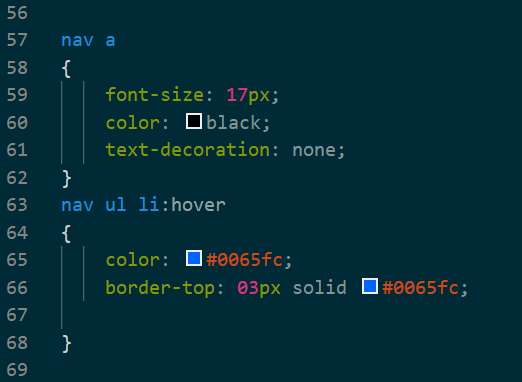 56
57 nav a
58 {
59 font-size: 17px;
60 color: black;
61 text-decoration: none;
62 }
63 nav ul li:hover
64 {
65 color: #0065fc;
66 border-top: 03px solid #0065fc;
67
68 }
69